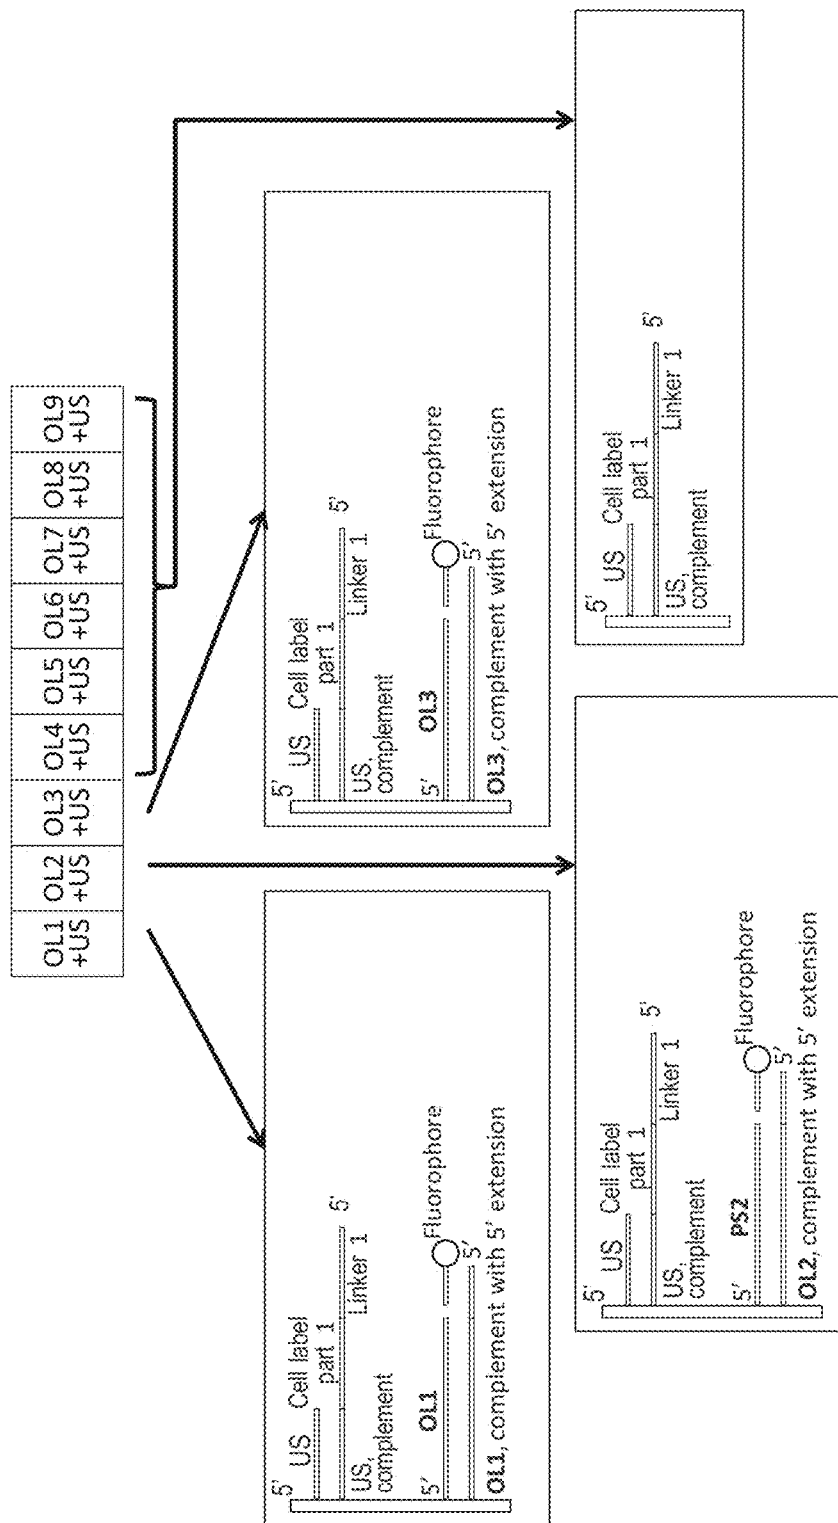 OL1 +US
OL2 +US
OL3 +US
OL4 +US
OL5 +US
OL6 +US
OL7 +US
OL8 +US
OL9 +US
5'
US Cell label
part 1
5'
US,
complement
Linker 1
OL1
Fluorophore
5'
5'
OL1, complement with 5' extension
5'
US Cell label
part 1
5'
US,
complement
Linker 1
OL3
Fluorophore
5'
5'
OL3, complement with 5' extension
5'
US Cell label
part 1
5'
US,
complement
Linker 1
PS2
Fluorophore
5'
5'
OL2, complement with 5' extension
5'
US Cell label
part 1
5'
US,
complement
Linker 1